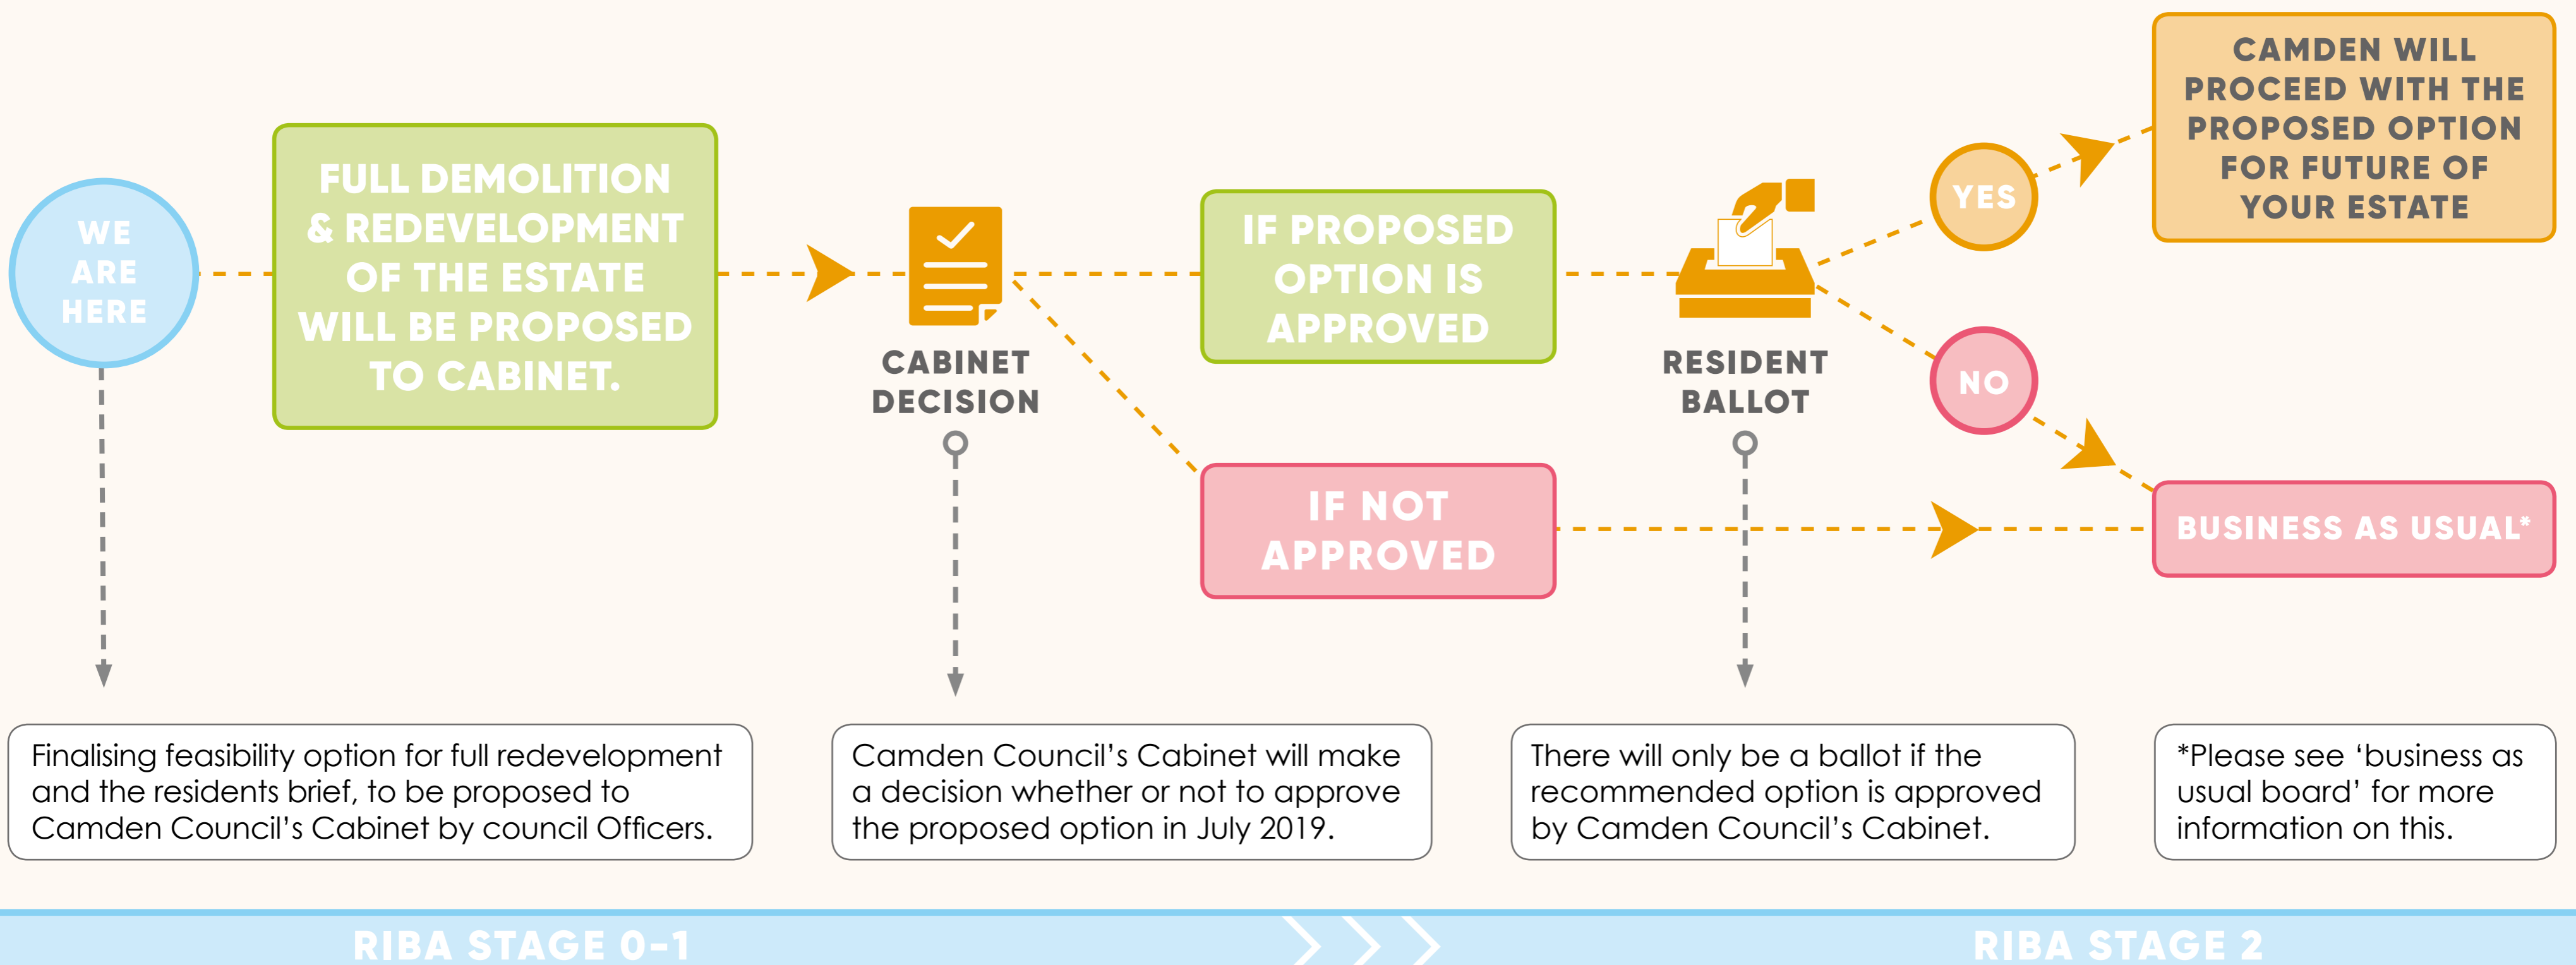 WE
ARE
HERE
FULL DEMOLITION
& REDEVELOPMENT
OF THE ESTATE
WILL BE PROPOSED
TO CABINET.
CABINET
DECISION
IF PROPOSED
OPTION IS
APPROVED
IF NOT
APPROVED
RESIDENT
BALLOT
YES
NO
CAMDEN WILL
PROCEED WITH THE
PROPOSED OPTION
FOR FUTURE OF
YOUR ESTATE
BUSINESS AS USUAL*
Finalising feasibility option for full redevelopment
and the residents brief, to be proposed to
Camden Council's Cabinet by council Officers.
Camden Council's Cabinet will make
a decision whether or not to approve
the proposed option in July 2019.
There will only be a ballot if the
recommended option is approved
by Camden Council's Cabinet.
*Please see 'business as
usual board' for more
information on this.
RIBA STAGE 0-1
RIBA STAGE 2